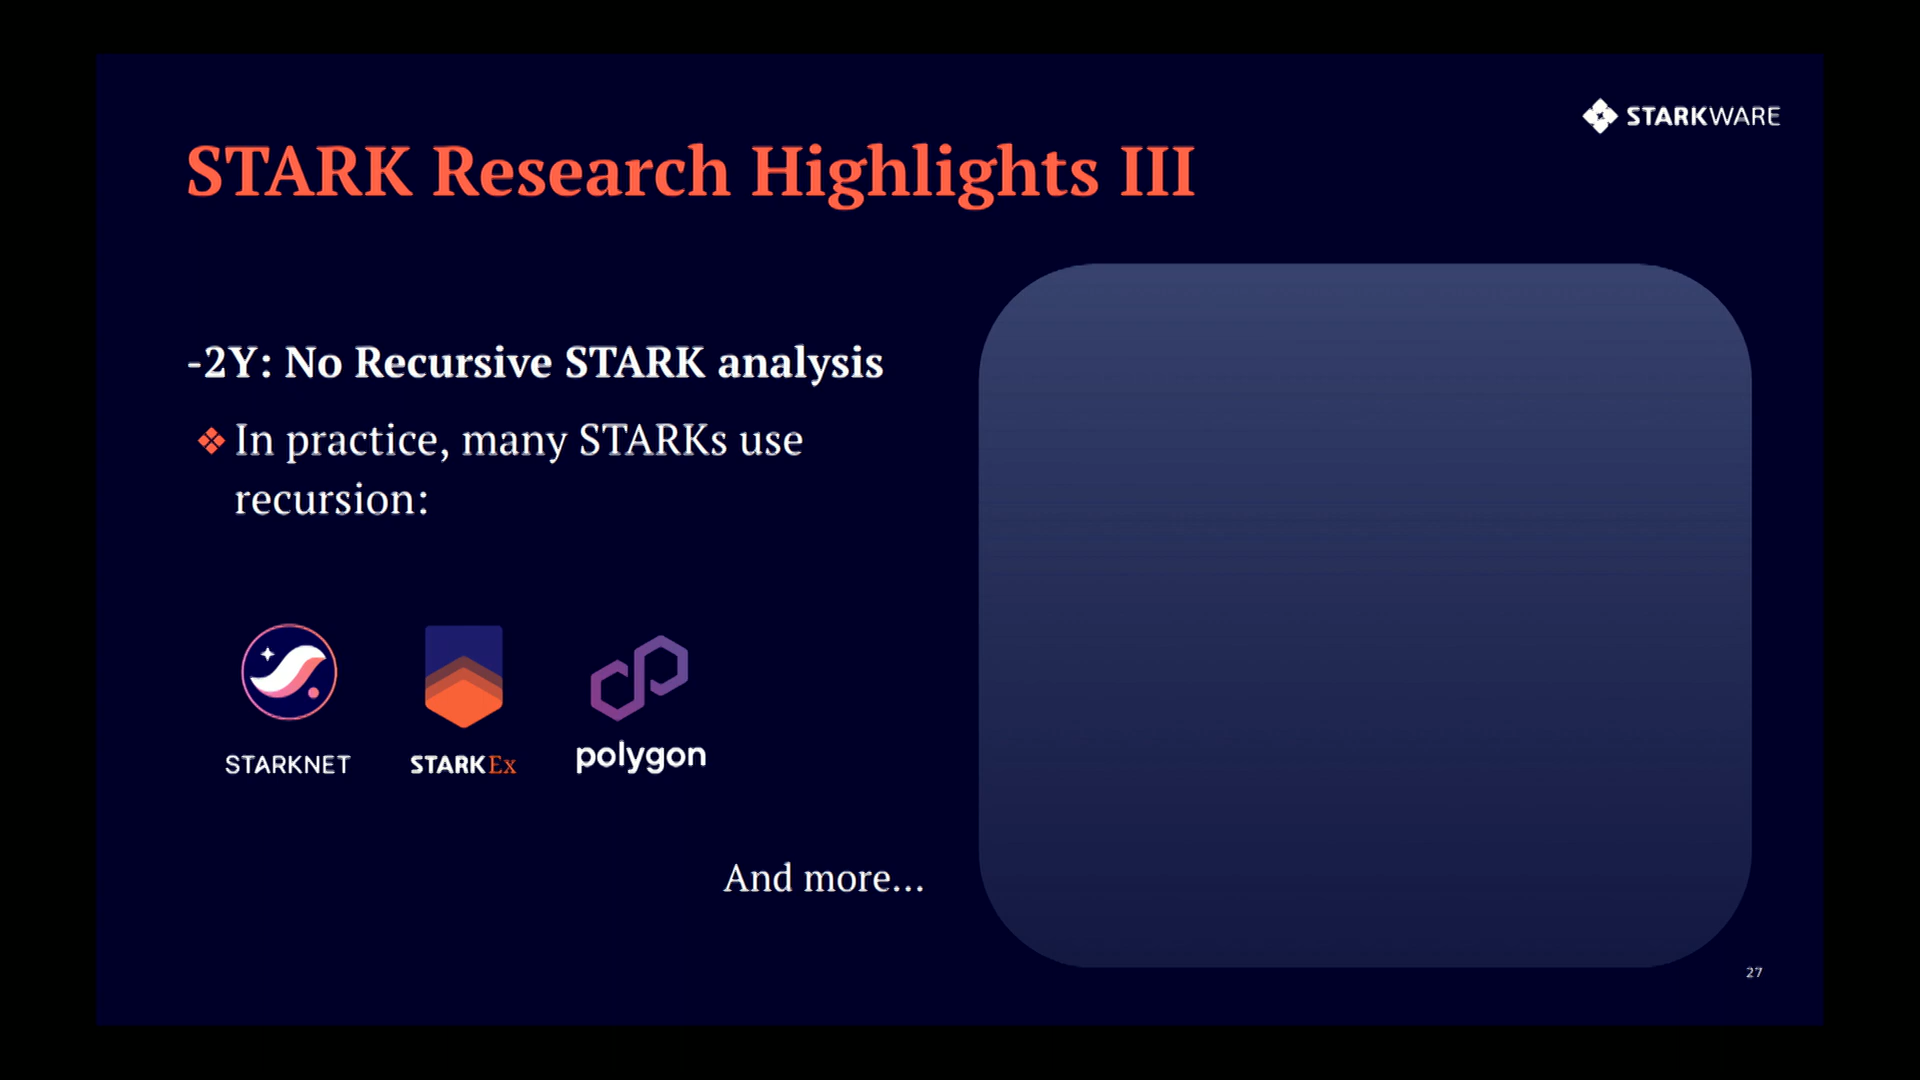 STARKWARE
STARK Research Highlights III
-2Y: No Recursive STARK analysis
❖ In practice, many STARKs use
recursion:
STARKNET
STARKEx
polygon
And more...
27